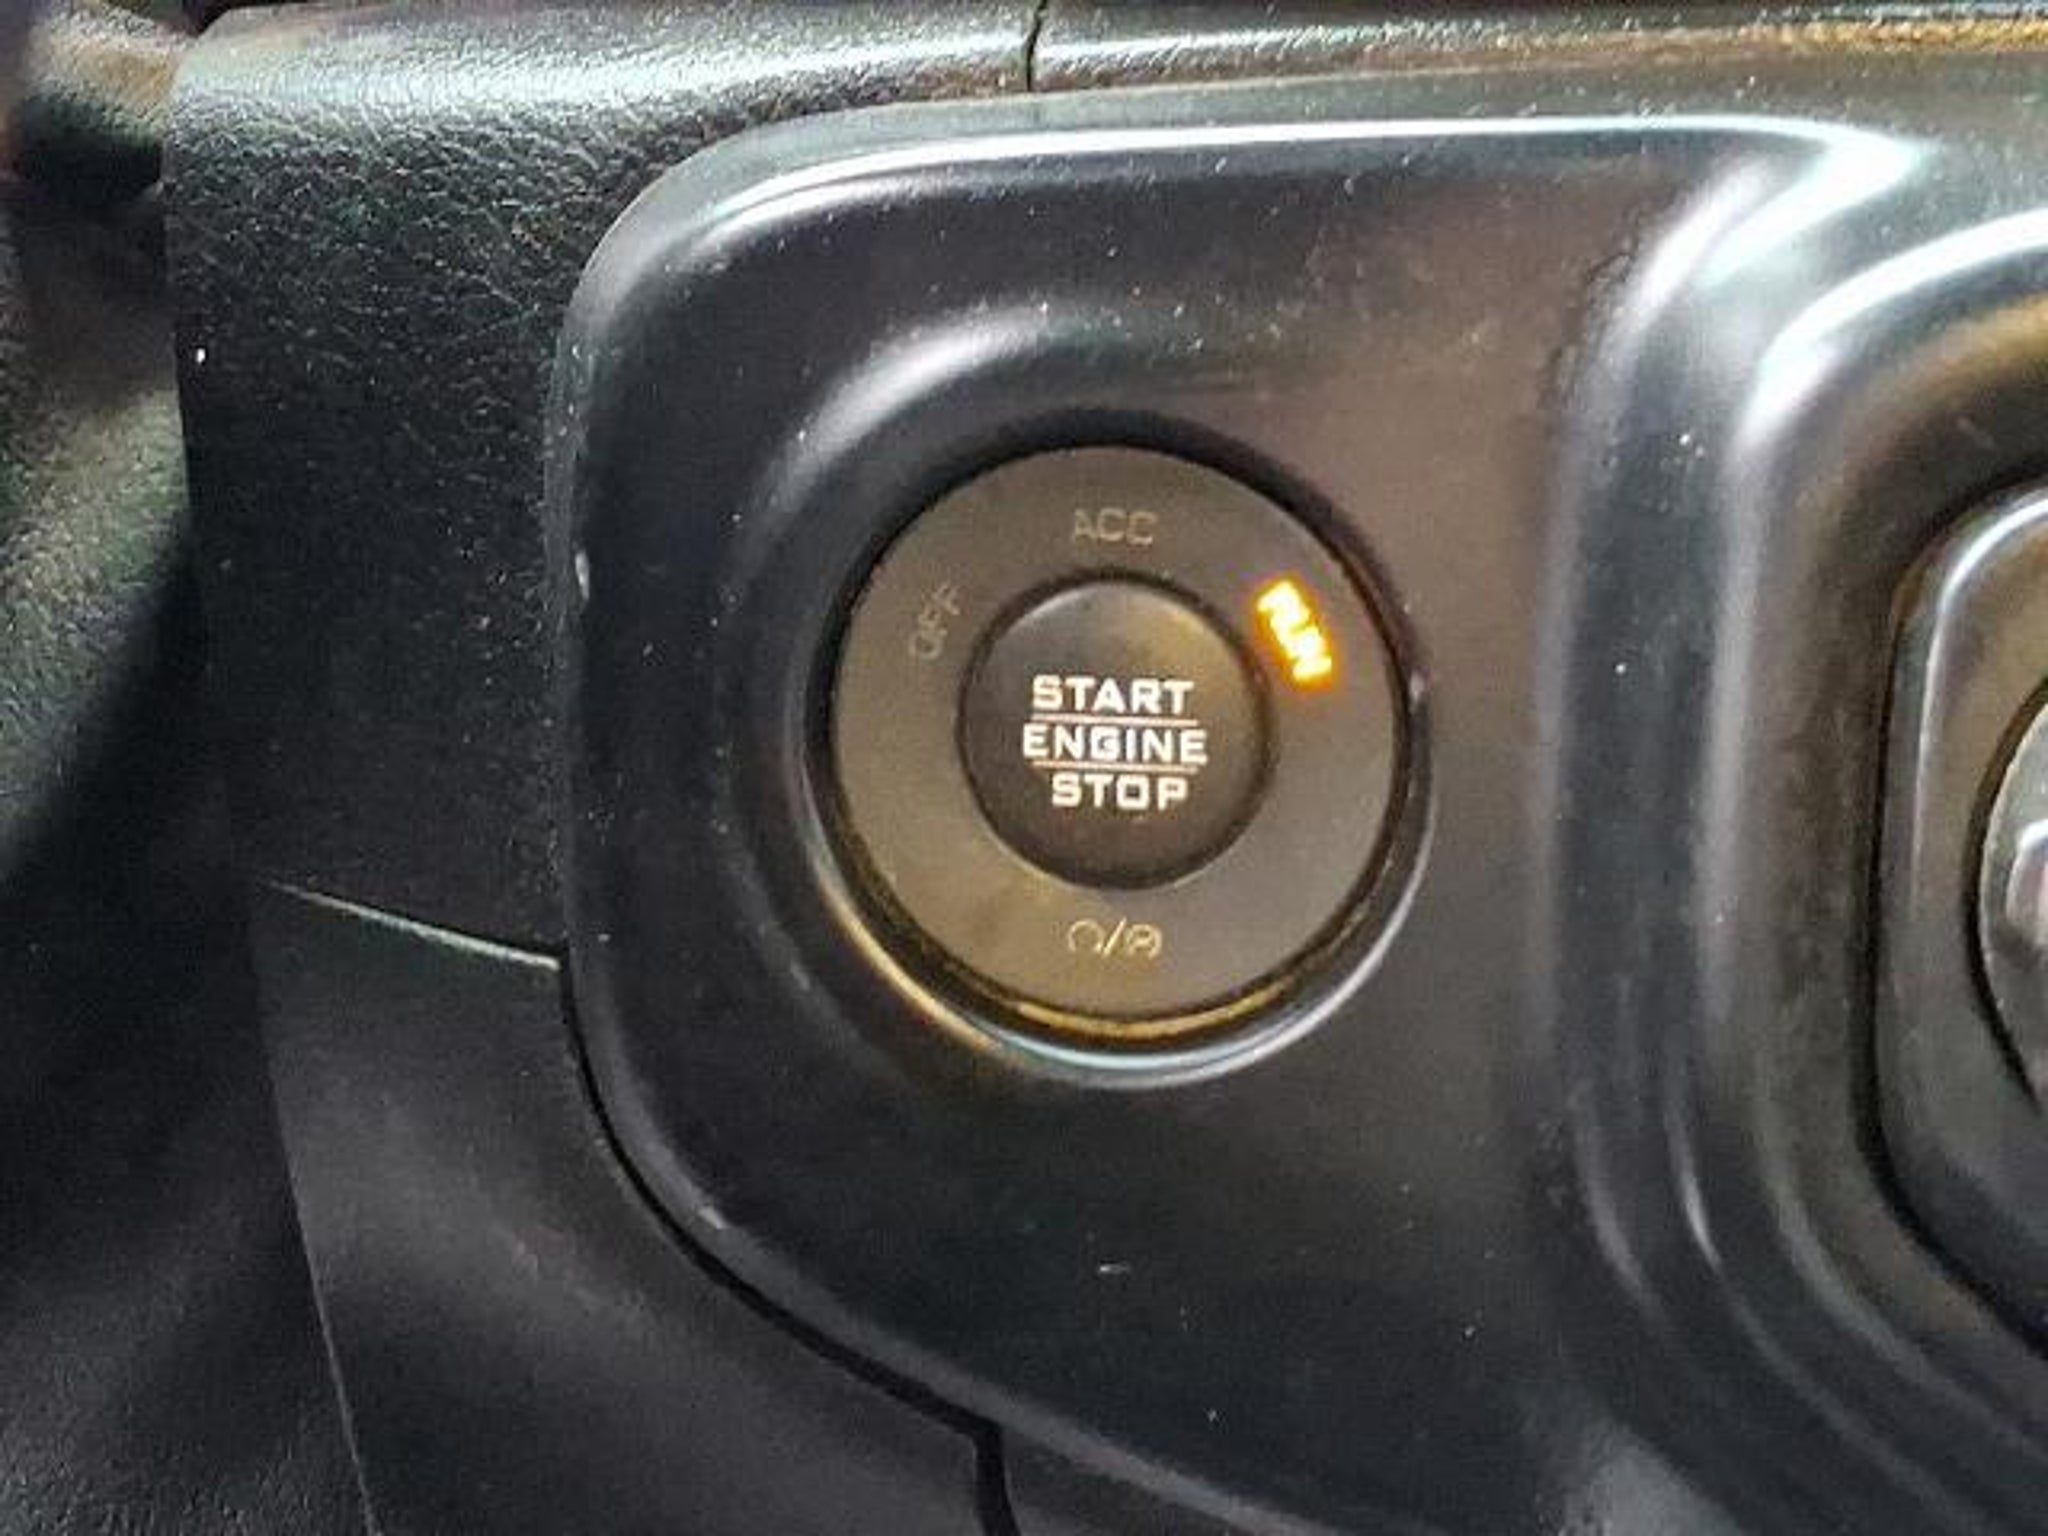 ACC
OFF
RUN
START
ENGINE
STOP